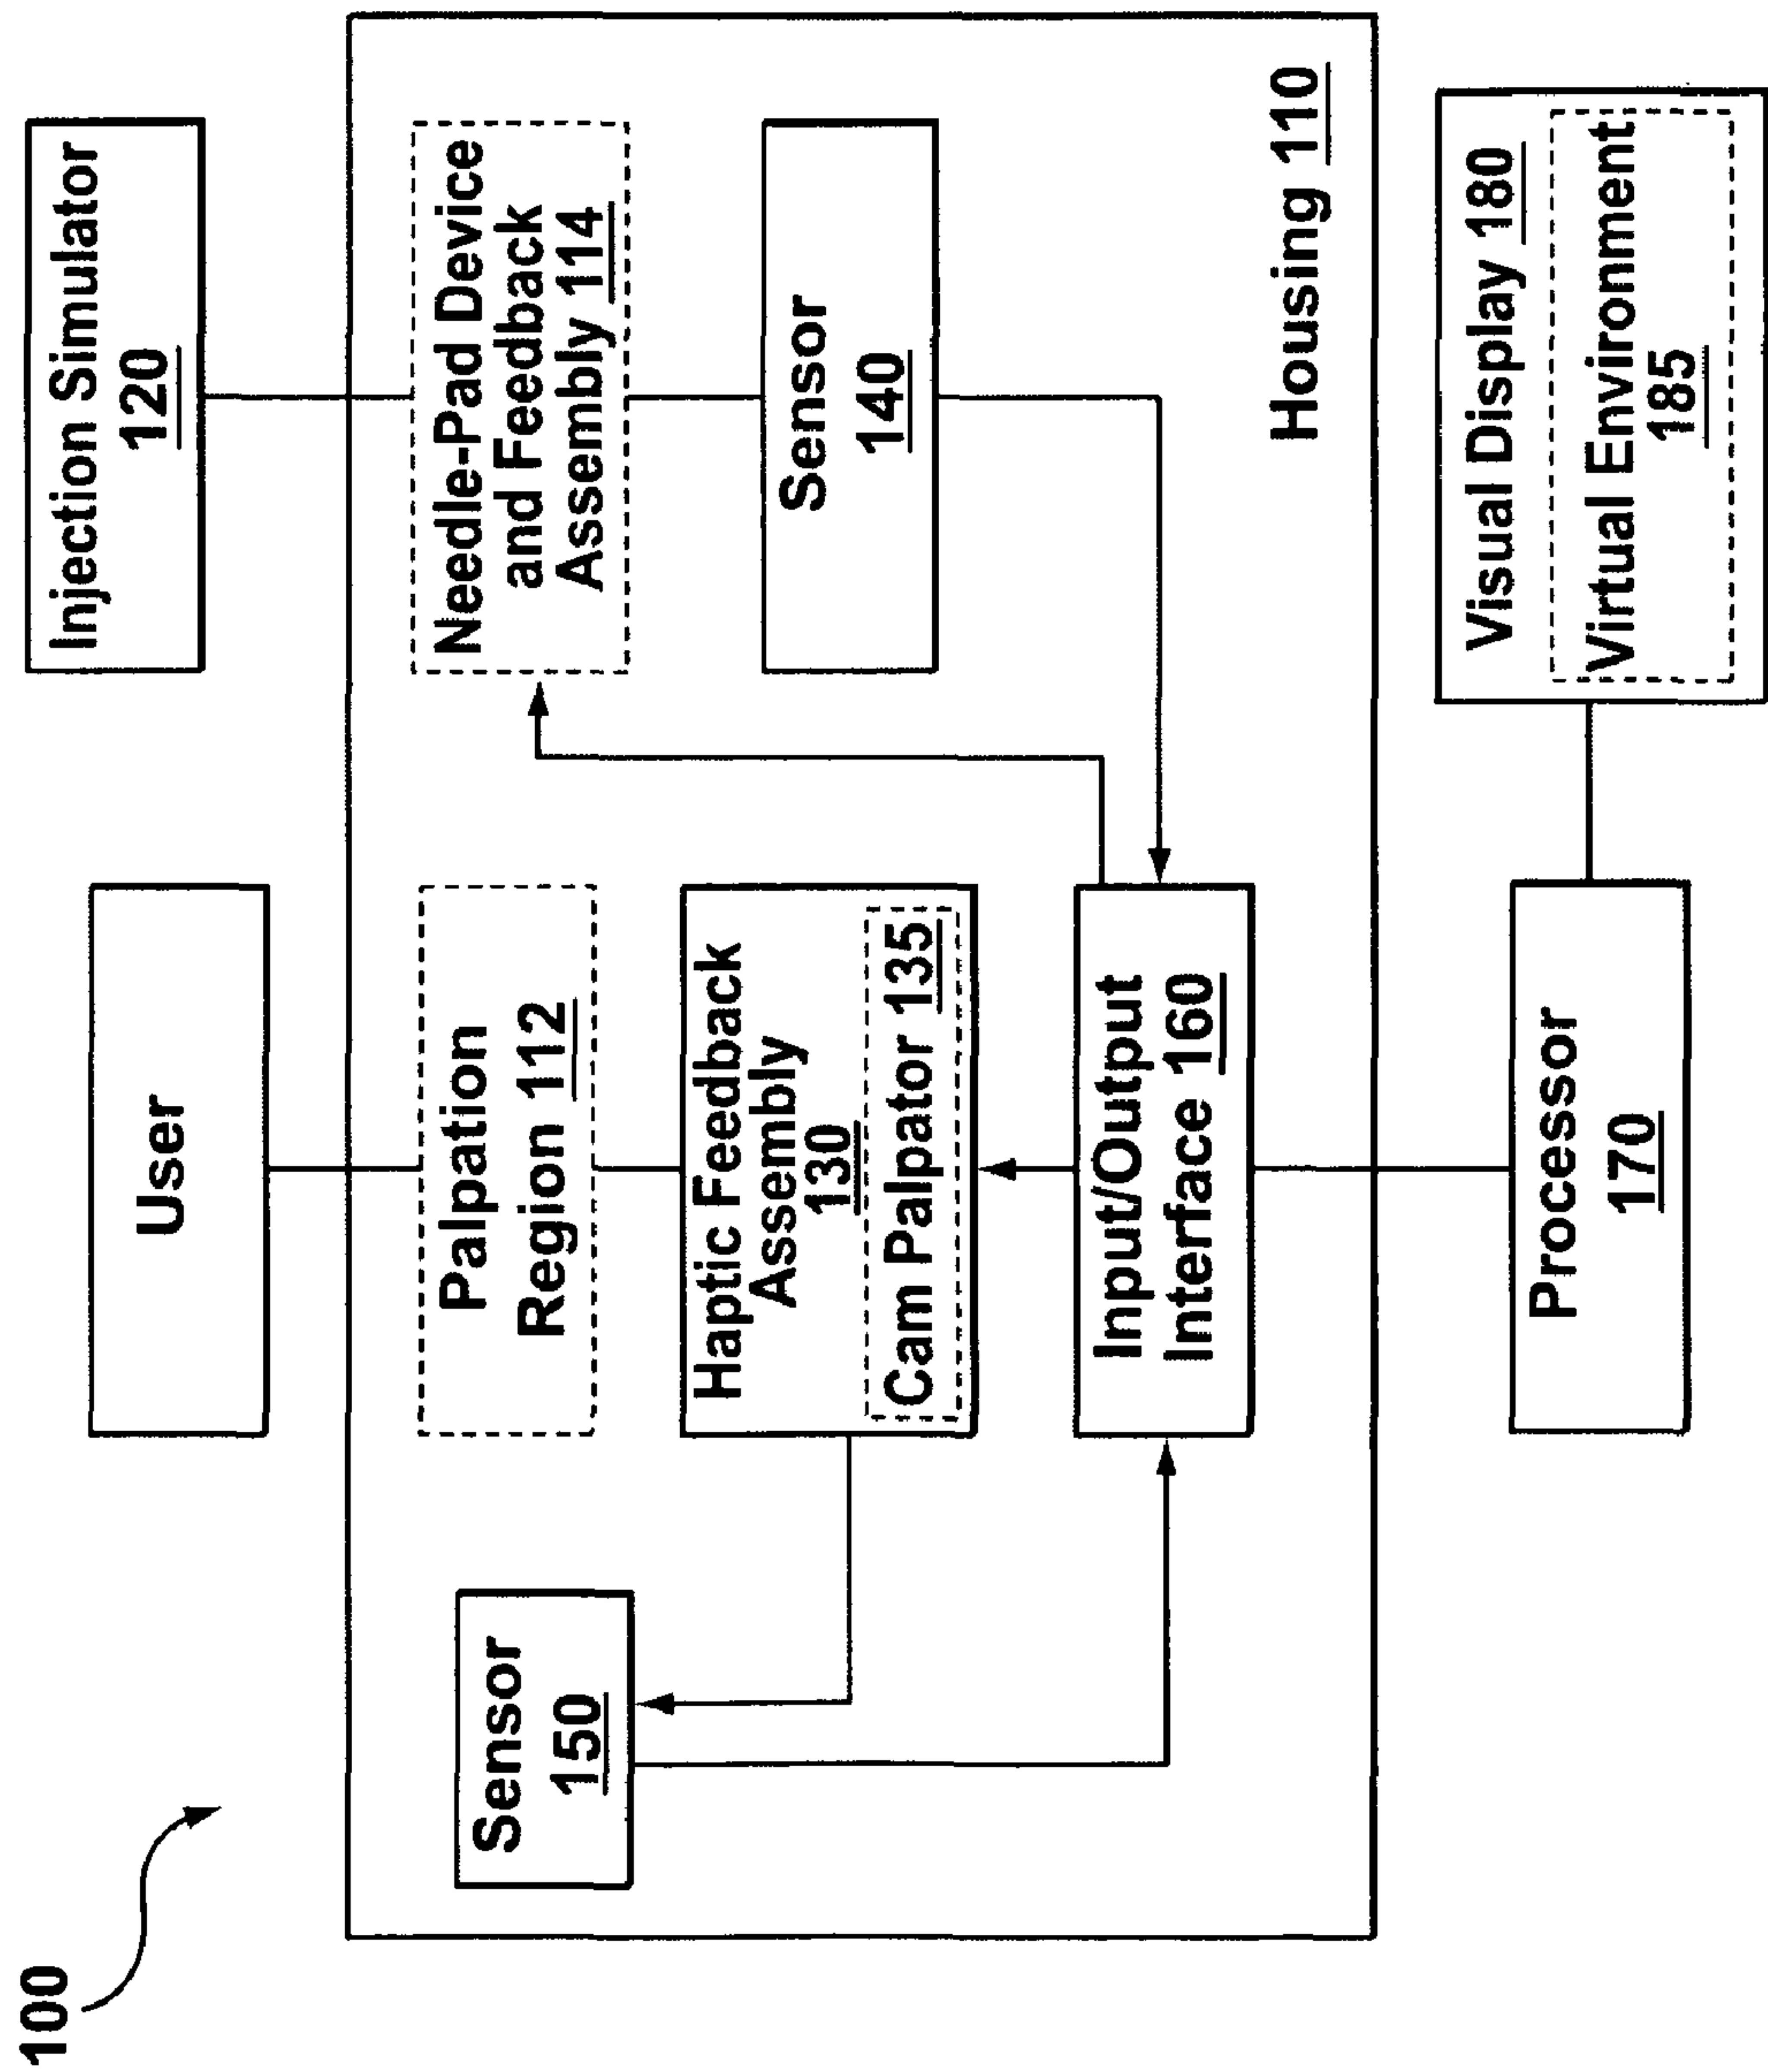 100
User
Injection Simulator
120
Sensor
150
Palpation
Region 112
Needle-Pad Device
and Feedback
Assembly 114
Haptic Feedback
Assembly
130
Cam Palpator 135
Sensor
140
Input/Output
Interface 160
Housing 110
Processor
170
Visual Display 180
Virtual Environment
185